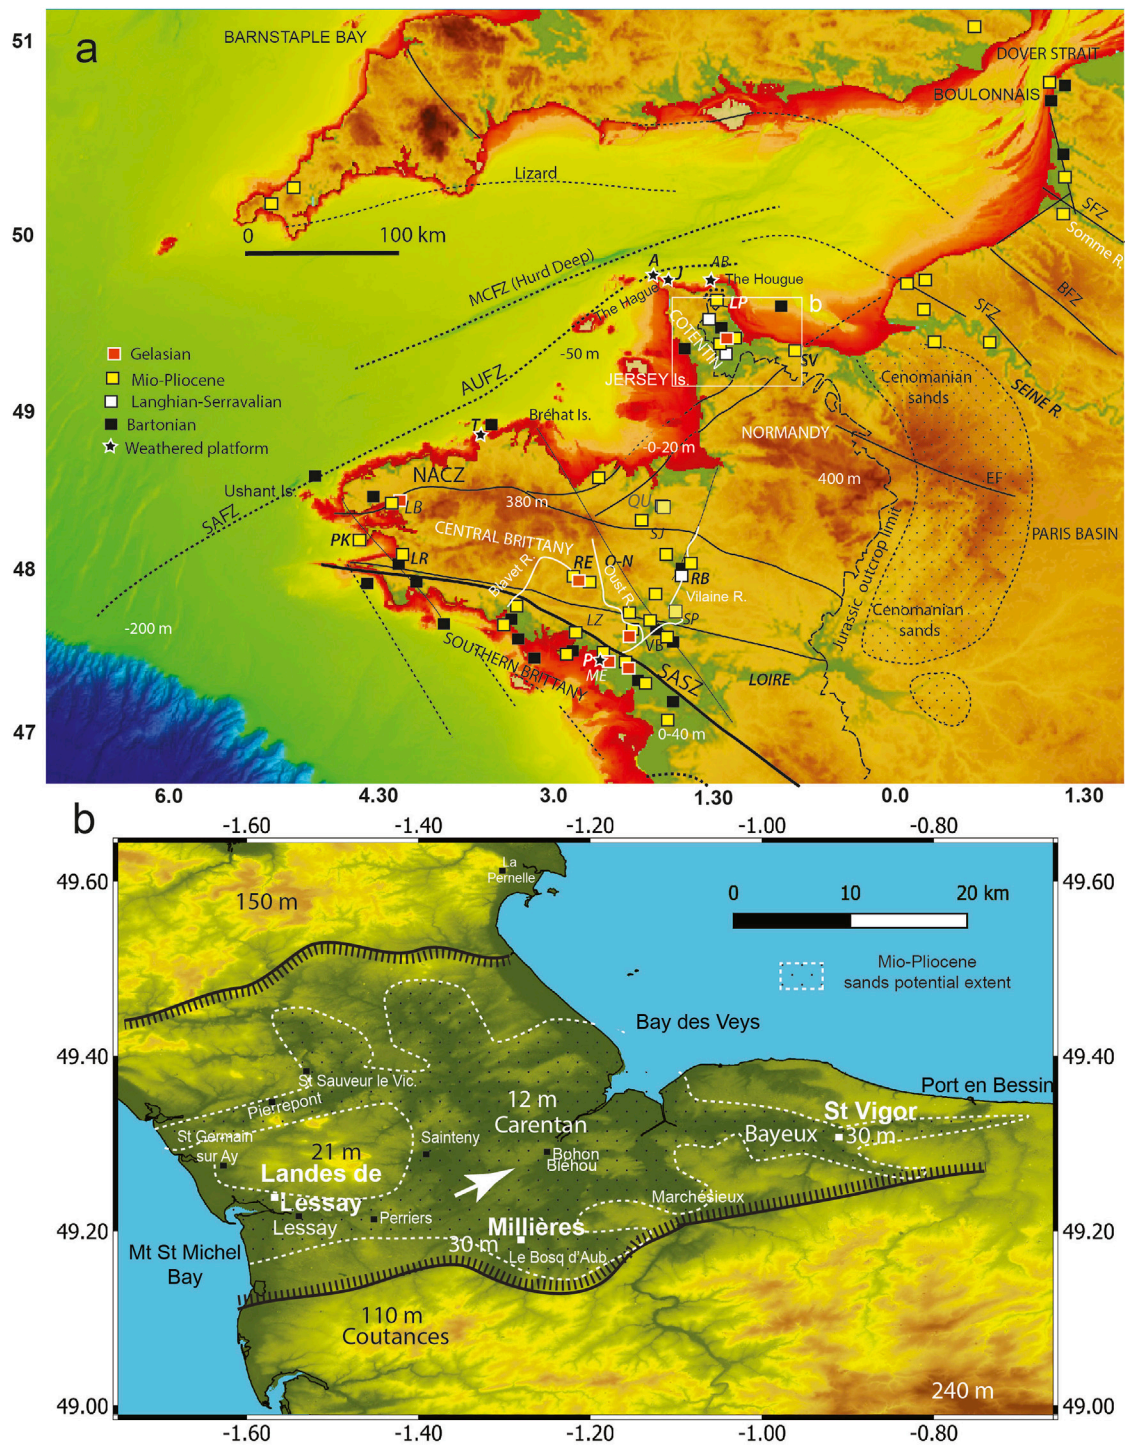 a
51
50
49
48
47
BARNSTAPLE BAY
DOVER STRAIT
BOULONNAIS
Lizard
0
100 km
SFZ
Somme R.
MCFZ (Hurd Deep)
A
J
AR
The Hougue
BFZ
The Hague
LP
b
SFZ
COTENTIN
Gelasian
Mio-Pliocene
Langhian-Serravalian
Bartonian
Weathered platform
-50 m
SV
AUFZ
JERSEY Is.
Cenomanian
sands
SEINE R.
T
Bréhat Is.
NORMANDY
0-20 m
NACZ
400 m
EF
Ushant Is.
380 m
QU
LB
SAFZ
SJ
CENTRAL BRITTANY
PARIS BASIN
PK
LR
RE
O-N
RB
Jurassic outcrop limit
Blavet R.
Oust R.
Vilaine R.
Cenomanian
sands
-200 m
LZ
SP
VB
SOUTHERN BRITTANY
P
ME
SASZ
LOIRE
0-40 m
6.0
4.30
3.0
1.30
0.0
1.30
b
-1.60
-1.40
-1.20
-1.00
-0.80
La
Pernelle
49.60
49.60
0
10
20 km
150 m
Mio-Pliocene
sands potential extent
Bay des Veys
49.40
49.40
St Sauveur le Vic.
Port en Bessin
Pierrepont
12 m
Carentan
St Vigor
St Germain
sur Ay
Sainteny
Bayeux
30 m
21 m
Bohon
Biehou
Landes de
Lessay
Marchésieux
Lessay
Perriers
49.20
49.20
Millières
Mt St Michel
Bay
30 m
Le Bosq d'Aub.
110 m
Coutances
240 m
49.00
49.00
-1.60
-1.40
-1.20
-1.00
-0.80